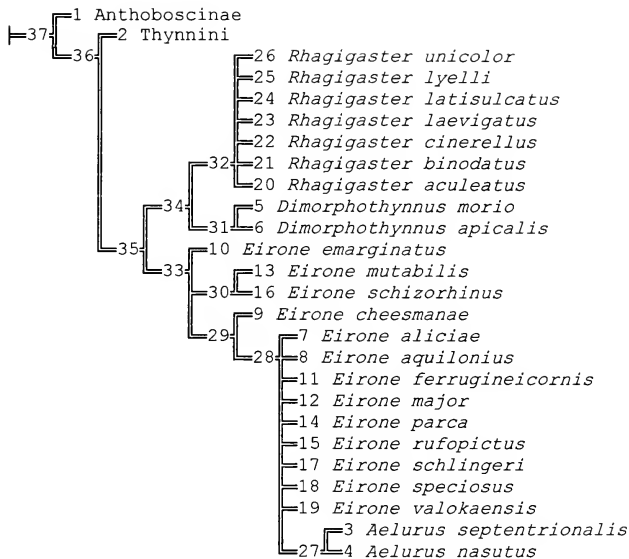 1 Anthoboscinae
37
36
2 Thynnini
26 Rhagigaster unicolor
25 Rhagigaster lyelli
24 Rhagigaster latisulcatus
23 Rhagigaster laevigatus
22 Rhagigaster cinerellus
32 21 Rhagigaster binodatus
20 Rhagigaster aculeatus
34 5 Dimorphothynnus morio
31 6 Dimorphothynnus apicalis
35 10 Eirone emarginatus
33 13 Eirone mutabilis
30 16 Eirone schizorhinus
9 Eirone cheesmanae
29 7 Eirone aliciae
28 8 Eirone aquilonius
11 Eirone ferrugineicornis
12 Eirone major
14 Eirone parca
15 Eirone rufopictus
17 Eirone schlingeri
18 Eirone speciosus
19 Eirone valokaensis
3 Aelurus septentrionalis
27 4 Aelurus nasutus